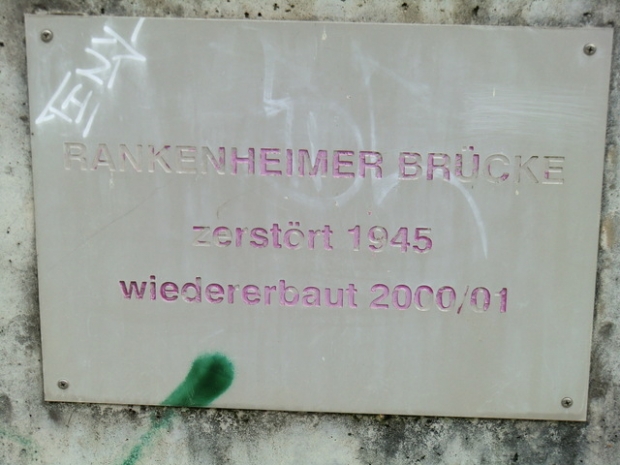 RANKENHEIMER BRÜCKE
zerstört 1945
wiedererbaut 2000/01